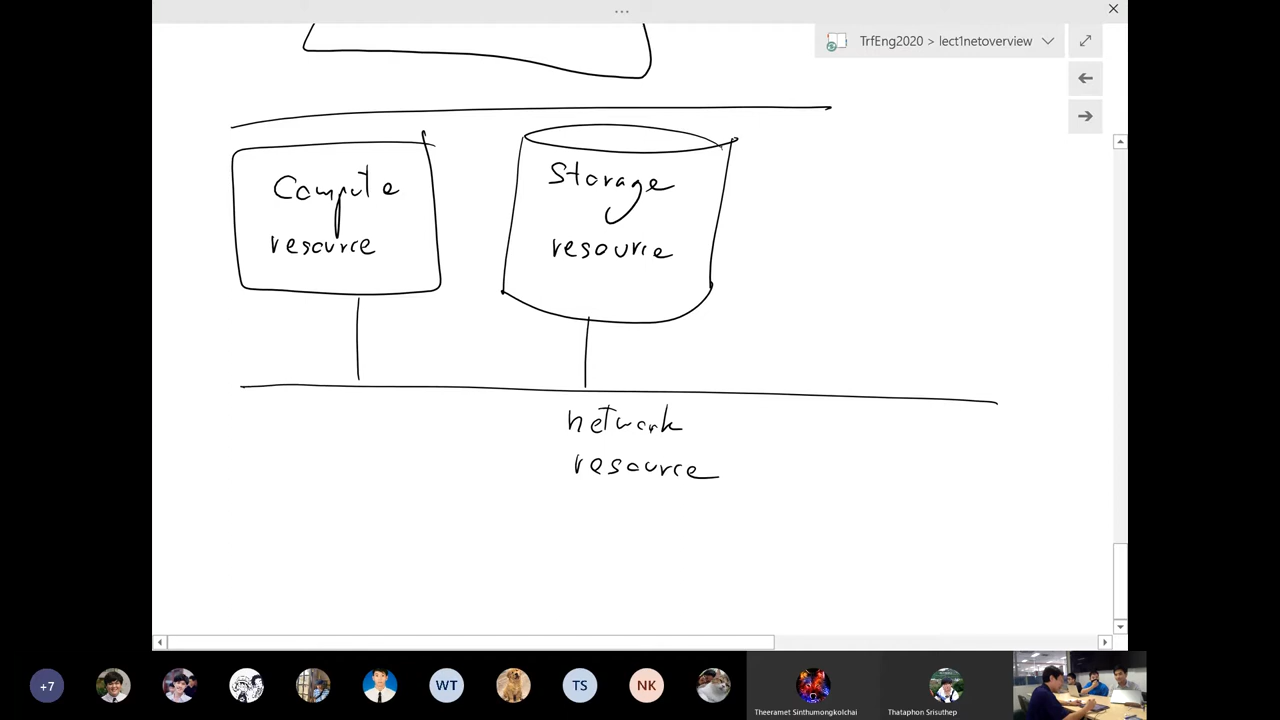 TrfEng2020 > lect1netoverview
Compute
resource
Storage
resource
network
resource
+7
WT
TS
NK
Theeramet Sinthumongkolchai
Thataphon Srisuthep